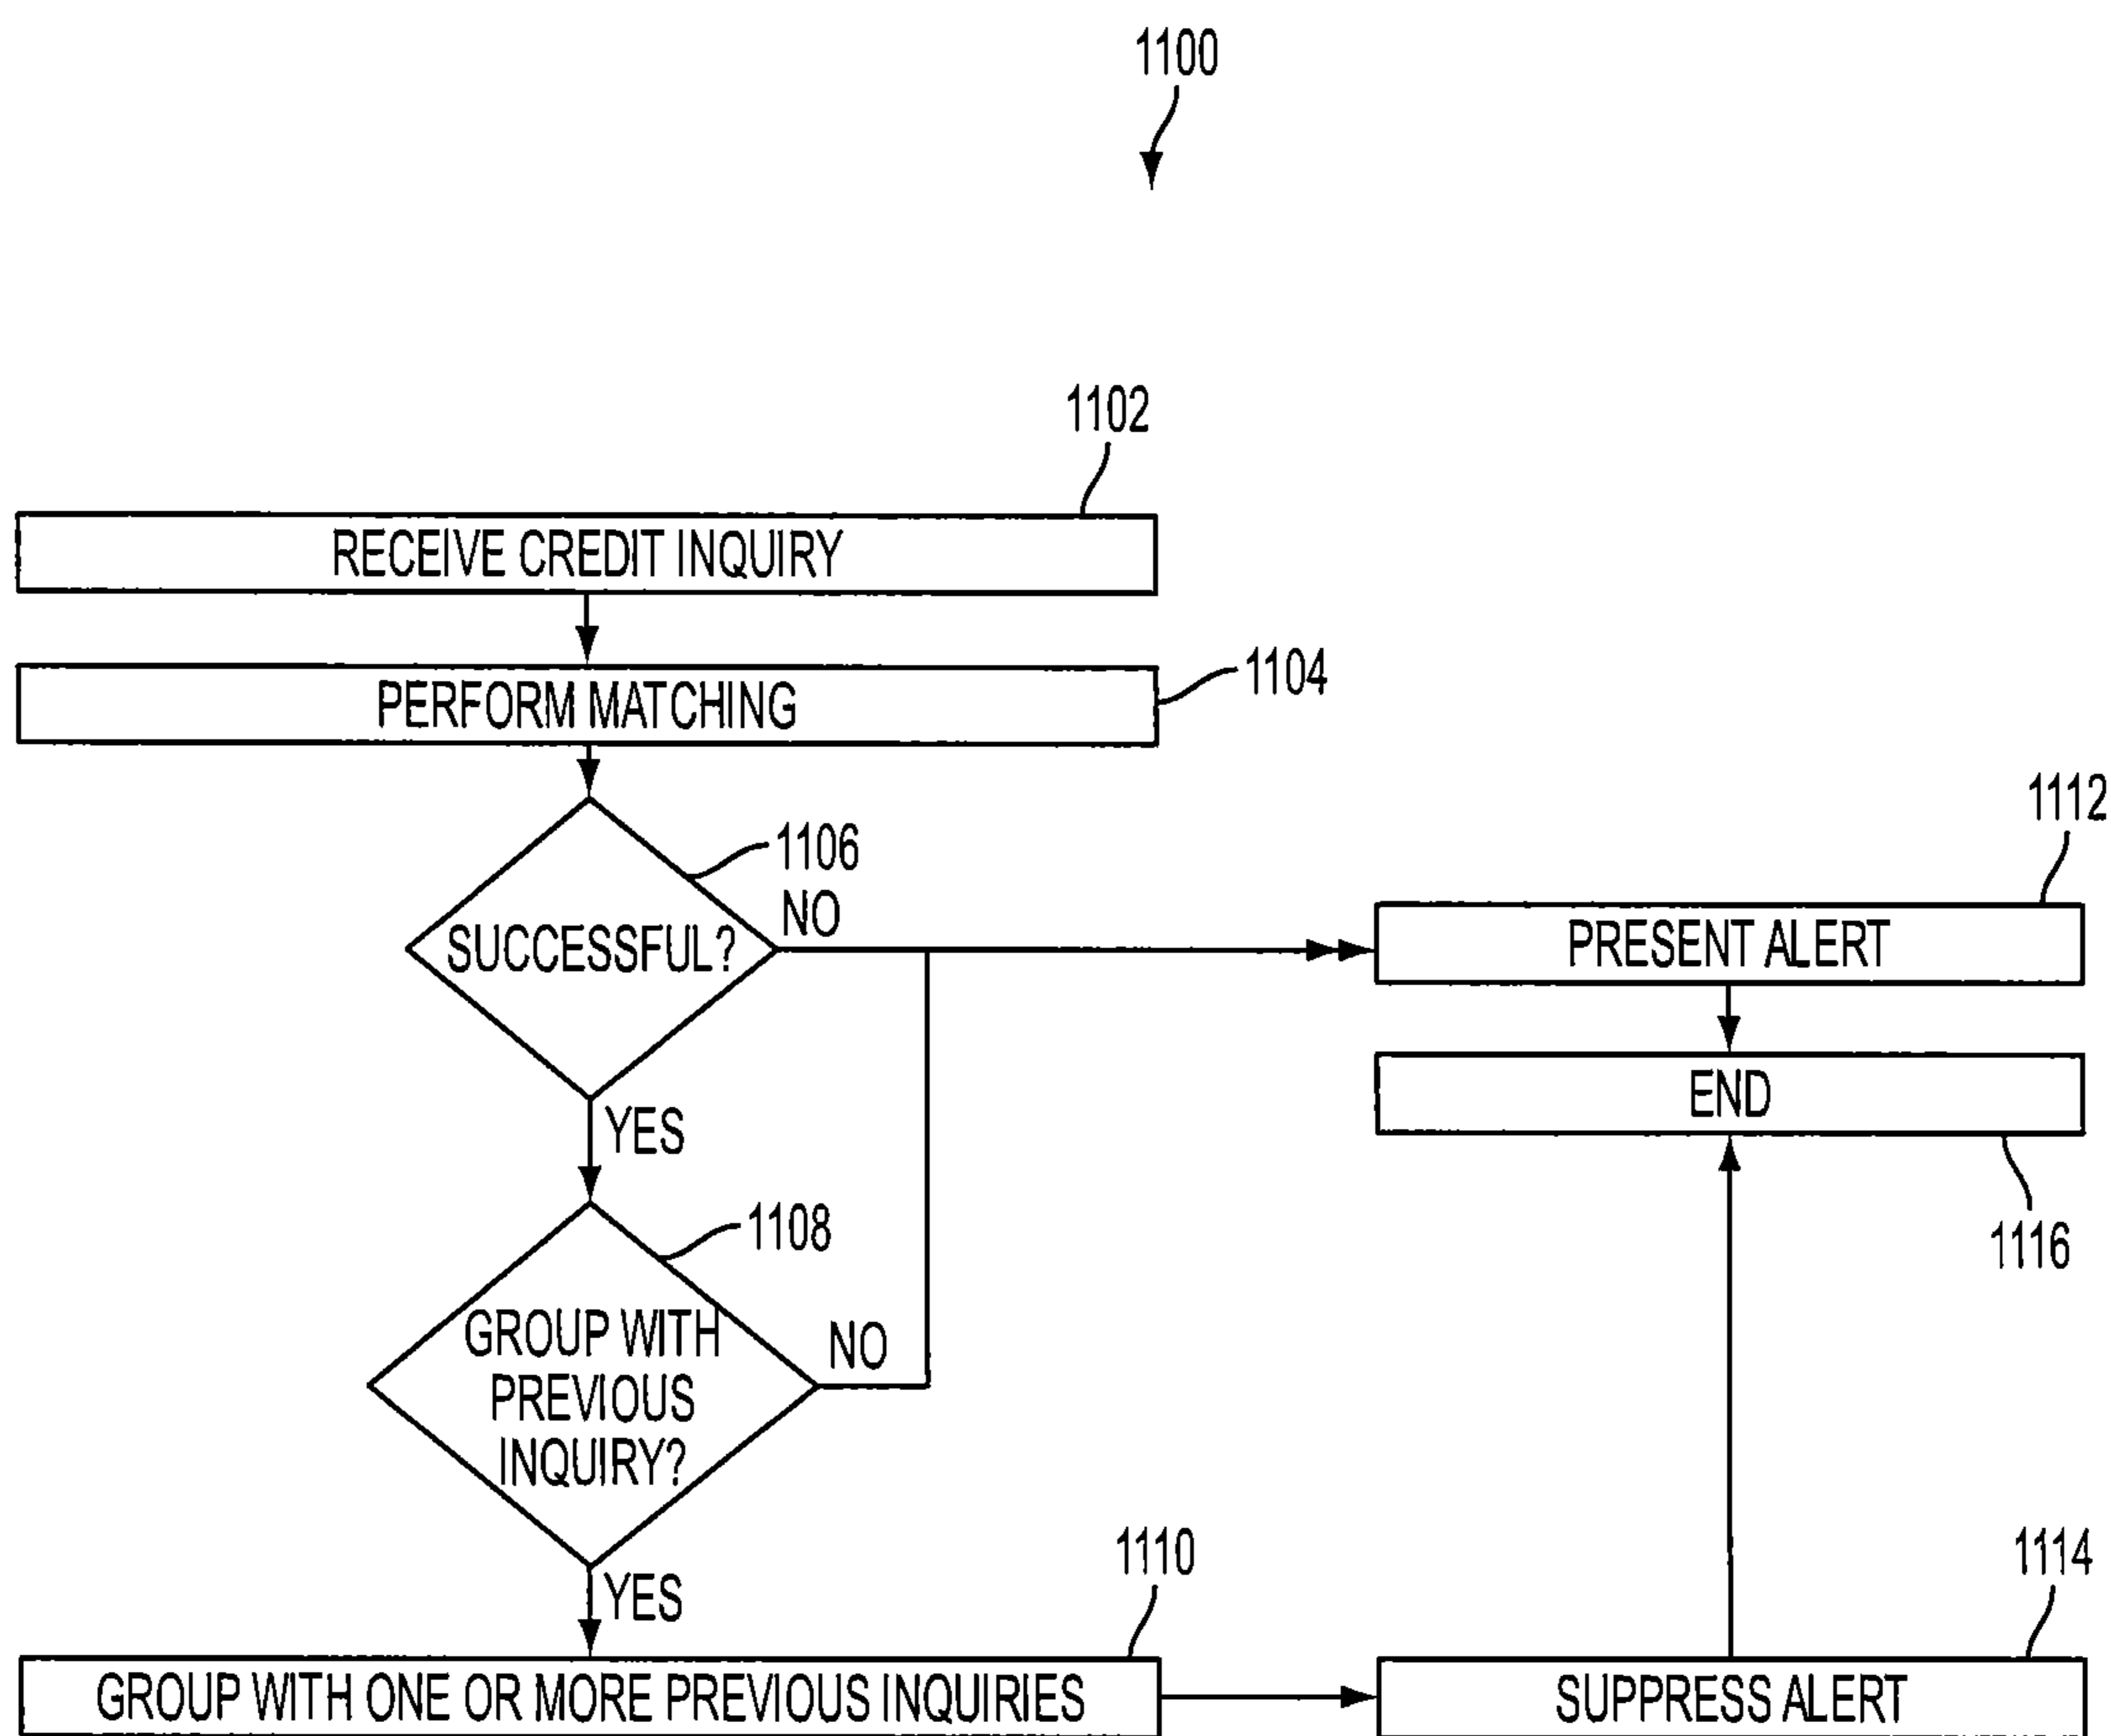 1100
1102
RECEIVE CREDIT INQUIRY
PERFORM MATCHING
1104
1106
NO
SUCCESSFUL?
1112
PRESENT ALERT
END
YES
1116
1108
GROUP WITH
PREVIOUS
INQUIRY?
NO
YES
1110
1114
GROUP WITH ONE OR MORE PREVIOUS INQUIRIES
SUPPRESS ALERT